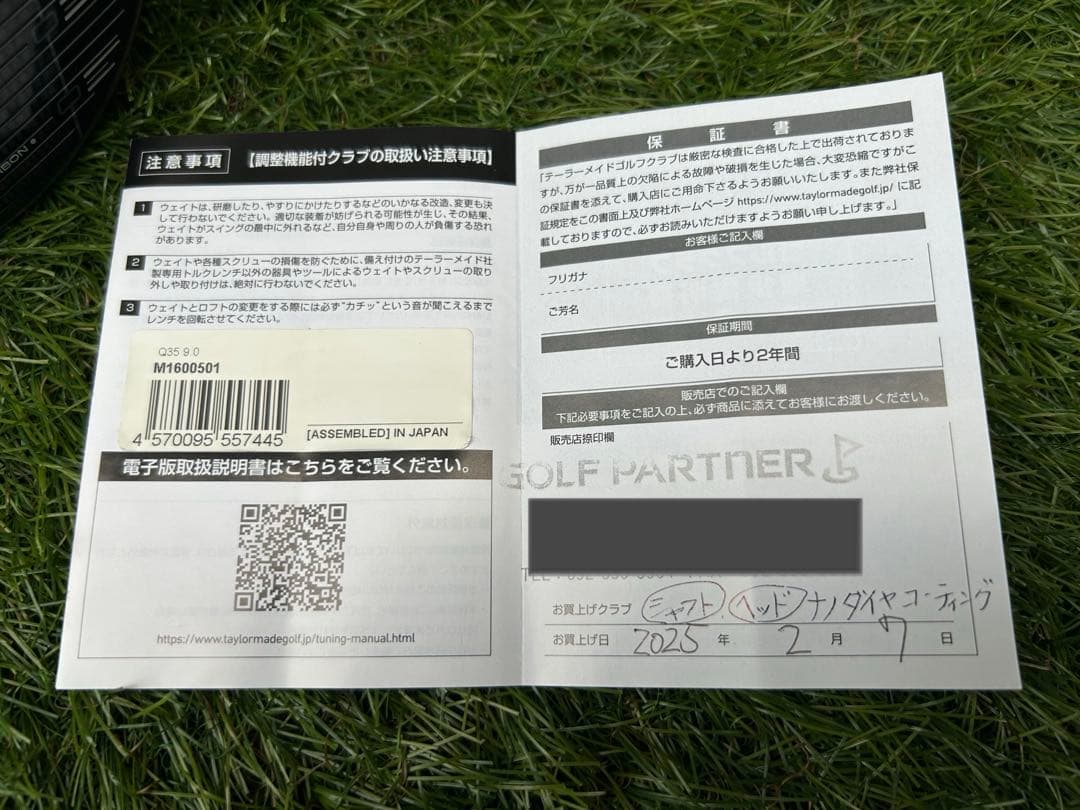 注意事項 【調整機能付クラブの取扱い注意事項】
1 ウェイトは、研磨したり、やすりにかけたりするなどのいかなる改造、変更も決
して行わないでください。適切な装着が妨げられる可能性が生じ、その結果、
ウェイトがスイングの最中に外れるなど、自分自身や周りの人が負傷する恐れ
があります。
2 ウェイトや各種スクリューの損傷を防ぐために、備え付けのテーラーメイド社
製専用トルクレンチ以外の器具やツールによるウェイトやスクリューの取り
外しや取り付けは、絶対に行わないでください。
3 ウェイトとロフトの変更をする際には必ず"カチッ"という音が聞こえるまで
レンチを回転させてください。
Q35 9.0
M1600501
4 570095 557445
[ASSEMBLED] IN JAPAN
電子版取扱説明書はこちらをご覧ください。
https://www.taylormadegolf.jp/tuning-manual.html
保証書
「テーラーメイドゴルフクラブは厳密な検査に合格した上で出荷されておりま
すが、万が一品質上の欠陥による故障や破損を生じた場合、大変恐縮ですがこ
の保証書を添えて、購入店にご用命下さるようお願いいたします。また弊社保
証規定をこの書面上及び弊社ホームページ https://www.taylormadegolf.jp/ に記
載しておりますので、必ずお読みいただけますようお願い申し上げます。」
お客様ご記入欄
フリガナ
ご芳名
保証期間
ご購入日より2年間
販売店でのご記入欄
下記必要事項をご記入の上、必ず商品に添えてお客様にお渡しください。
販売店捺印欄
GOLF PARTNER
お買上げクラブ シャフト、ヘッドナノダイヤコーティング
お買上げ日 2025 年 2 月 7 日